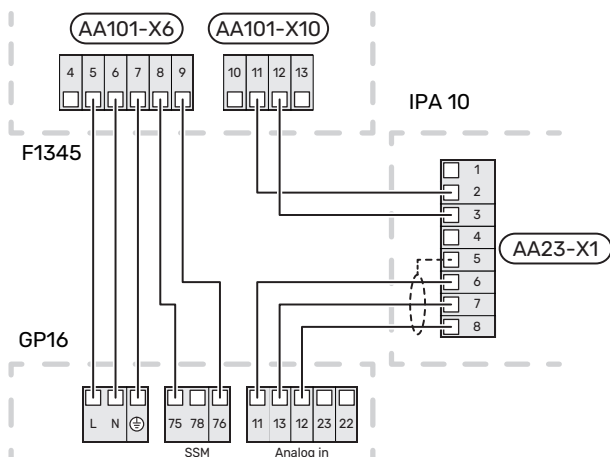 AA101-X6 AA101-X10
4 5 6 7 8 9 10 11 12 13
IPA 10
F1345
1
2
3
4
AA23-X1
5
6
7
8
GP16
L N 75 78 76 11 13 12 23 22
SSM Analog in